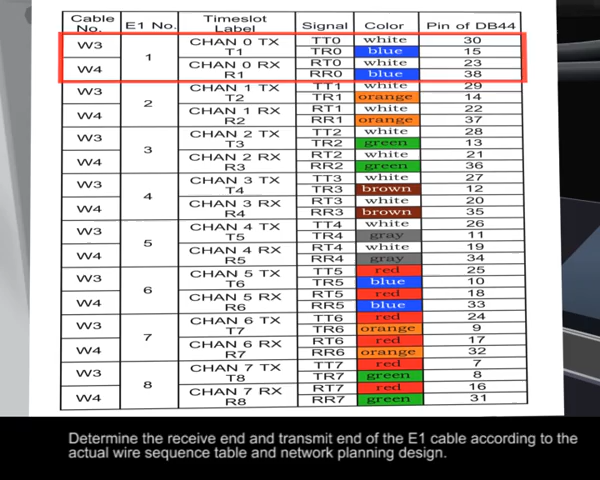 Cable No. E1 No. Timeslot Label Signal Color Pin of DB44
W3 1 CHAN 0 TX T1 TT0 white 30
TR0 blue 15
W4 CHAN 0 RX R1 RT0 white 23
RR0 blue 38
W3 2 CHAN 1 TX T2 TT1 white 29
TR1 orange 14
W4 CHAN 1 RX R2 RT1 white 22
RR1 orange 37
W3 3 CHAN 2 TX T3 TT2 white 28
TR2 green 13
W4 CHAN 2 RX R3 RT2 white 21
RR2 green 36
W3 4 CHAN 3 TX T4 TT3 white 27
TR3 brown 12
W4 CHAN 3 RX R4 RT3 white 20
RR3 brown 35
W3 5 CHAN 4 TX T5 TT4 white 26
TR4 gray 11
W4 CHAN 4 RX R5 RT4 white 19
RR4 gray 34
W3 6 CHAN 5 TX T6 TT5 red 25
TR5 blue 10
W4 CHAN 5 RX R6 RT5 red 18
RR5 blue 33
W3 7 CHAN 6 TX T7 TT6 red 24
TR6 orange 9
W4 CHAN 6 RX R7 RT6 red 17
RR6 orange 32
W3 8 CHAN 7 TX T8 TT7 red 7
TR7 green 8
W4 CHAN 7 RX R8 RT7 red 16
RR7 green 31
Determine the receive end and transmit end of the E1 cable according to the
actual wire sequence table and network planning design.